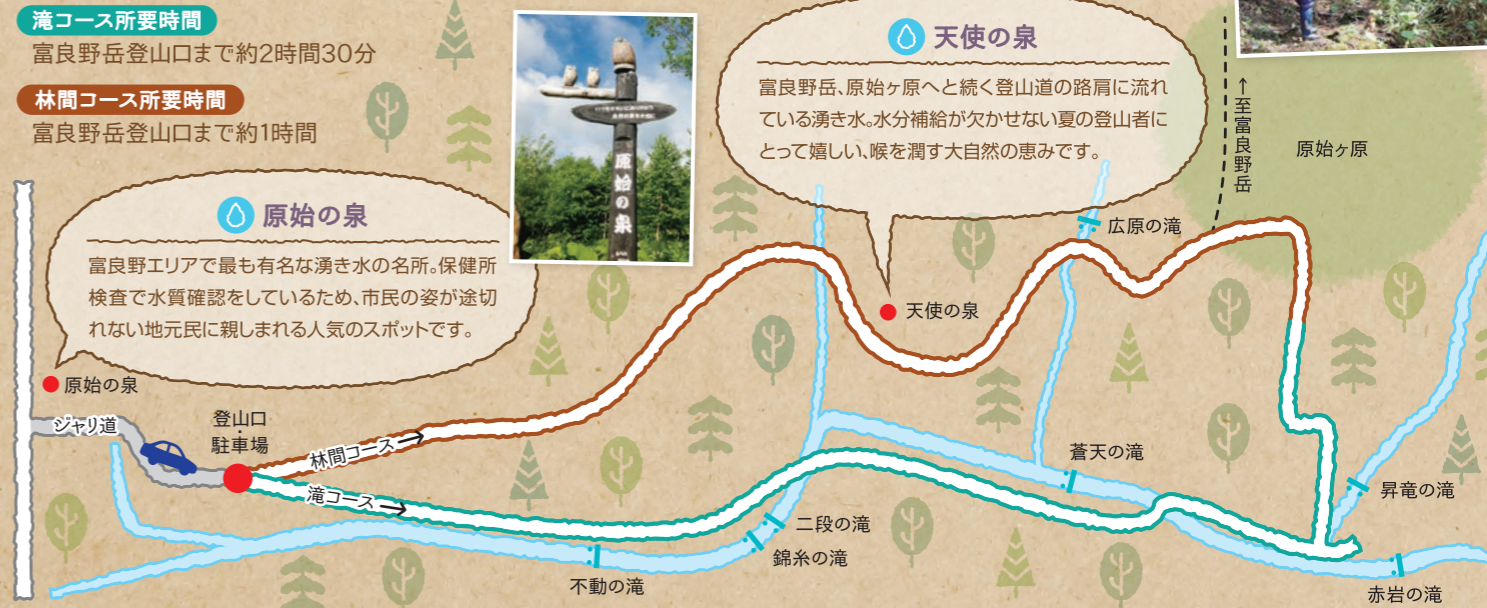 滝コース所要時間
富良野岳登山口まで約2時間30分
林間コース所要時間
富良野岳登山口まで約1時間
原始の泉
富良野エリアで最も有名な湧き水の名所。保健所
検査で水質確認をしているため、市民の姿が途切
れない地元民に親しまれる人気のスポットです。
原始の泉
天使の泉
富良野岳、原始ヶ原へと続く登山道の路肩に流れ
ている湧き水。水分補給が欠かせない夏の登山者に
とって嬉しい、喉を潤す大自然の恵みです。
↑至富良野岳
原始ヶ原
広原の滝
天使の泉
原始の泉
ジャリ道
登山口
・
駐車場
林間コース→
滝コース→
蒼天の滝
昇竜の滝
二段の滝
錦糸の滝
不動の滝
赤岩の滝